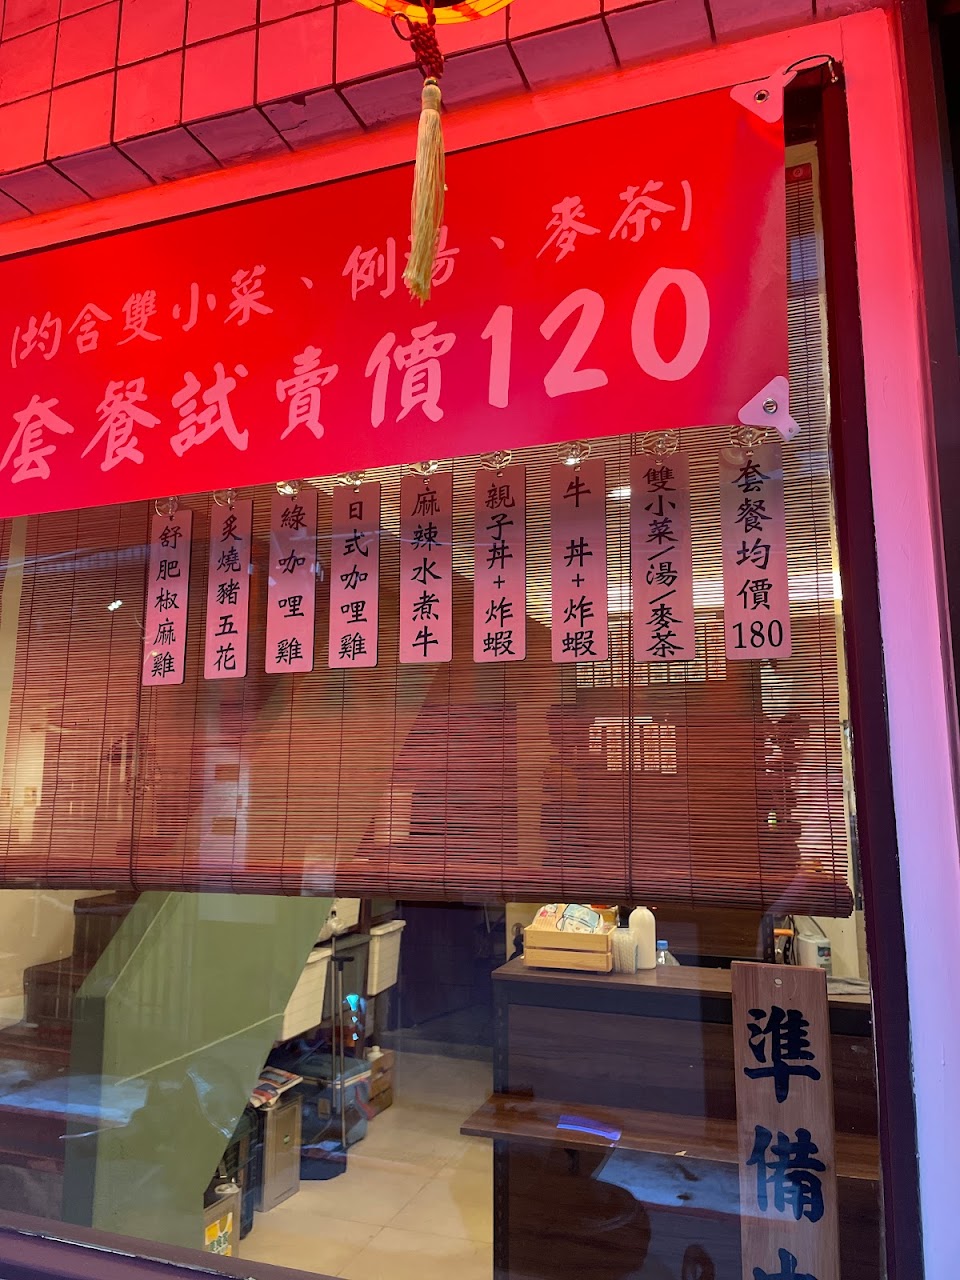 (均含雙小菜、例湯、麥茶)
套餐試賣價120
套餐均價180
雙小菜/湯/麥茶
牛丼+炸蝦
親子丼+炸蝦
麻辣水煮牛
日式咖哩雞
綠咖哩雞
炙燒豬五花
舒肥椒麻雞
準備